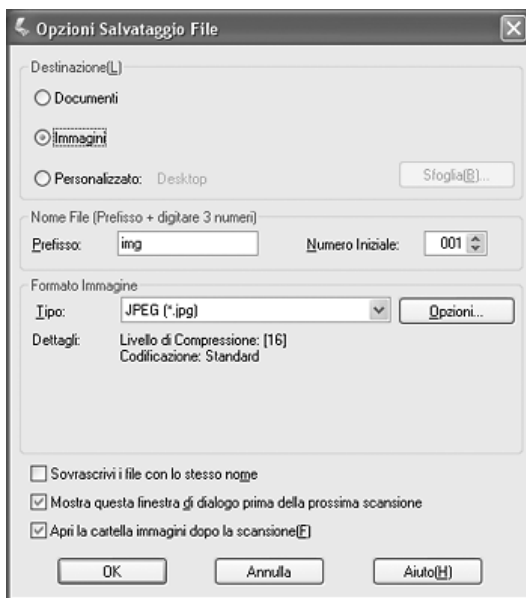 Opzioni Salvataggio File
Destinazione(L)
Documenti
Immagini
Personalizzato: Desktop Sfoglia(B)...
Nome File (Prefisso + digitare 3 numeri)
Prefisso: img Numero Iniziale: 001
Formato Immagine
Tipo: JPEG (*.jpg) Opzioni...
Dettagli: Livello di Compressione: [16]
Codificazione: Standard
Sovrascrivi i file con lo stesso nome
Mostra questa finestra di dialogo prima della prossima scansione
Apri la cartella immagini dopo la scansione(F)
OK Annulla Aiuto(H)